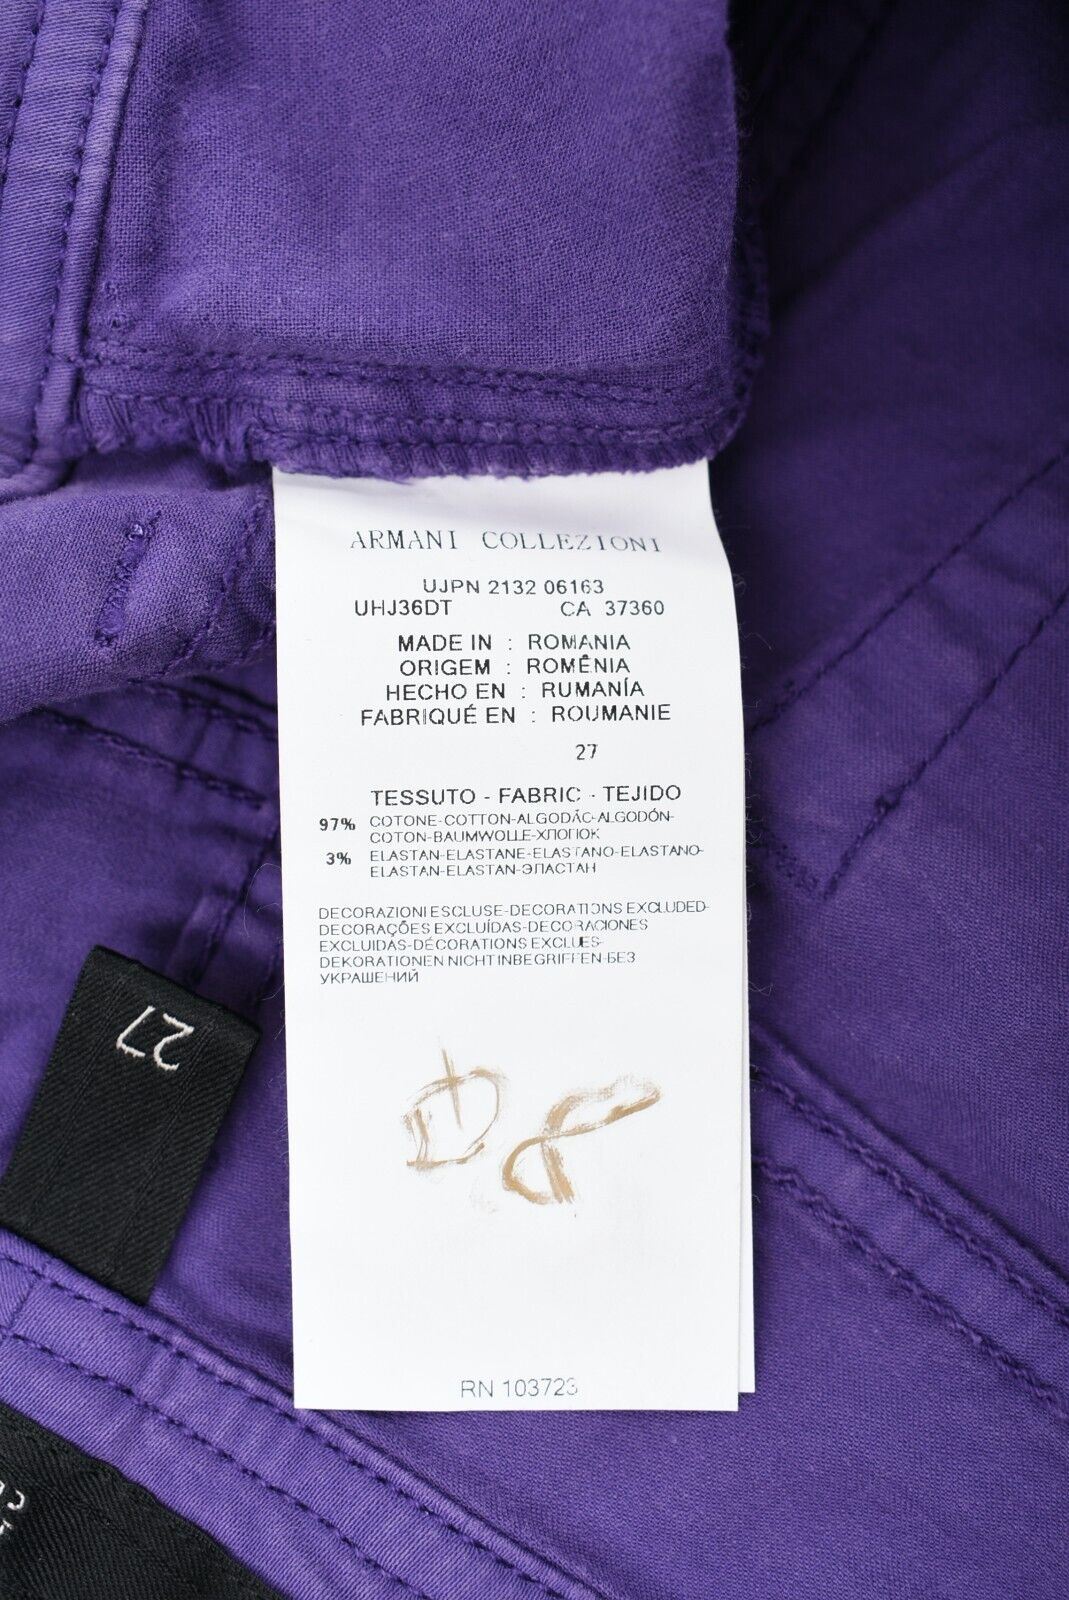 ARMANI COLLEZIONI
UJPN 2132 06163
UHJ36DT CA 37360
MADE IN : ROMANIA
ORIGEM : ROMÊNIA
HECHO EN : RUMANÍA
FABRIQUÉ EN : ROUMANIE
27
TESSUTO - FABRIC - TEJIDO
97% COTONE-COTTON-ALGODÃO-ALGODÓN-
COTON-BAUMWOLLE-ХЛОПОК
3% ELASTAN-ELASTANE-ELASTANO-ELASTANO-
ELASTAN-ELASTAN-ЭЛАСТАН
DECORAZIONI ESCLUSE-DECORATIONS EXCLUDED-
DECORAÇÕES EXCLUÍDAS-DECORACIONES
EXCLUIDAS-DÉCORATIONS EXCLUES-
DEKORATIONEN NICHT INBEGRIFFEN-БЕЗ
УКРАШЕНИЙ
27
RN 103723